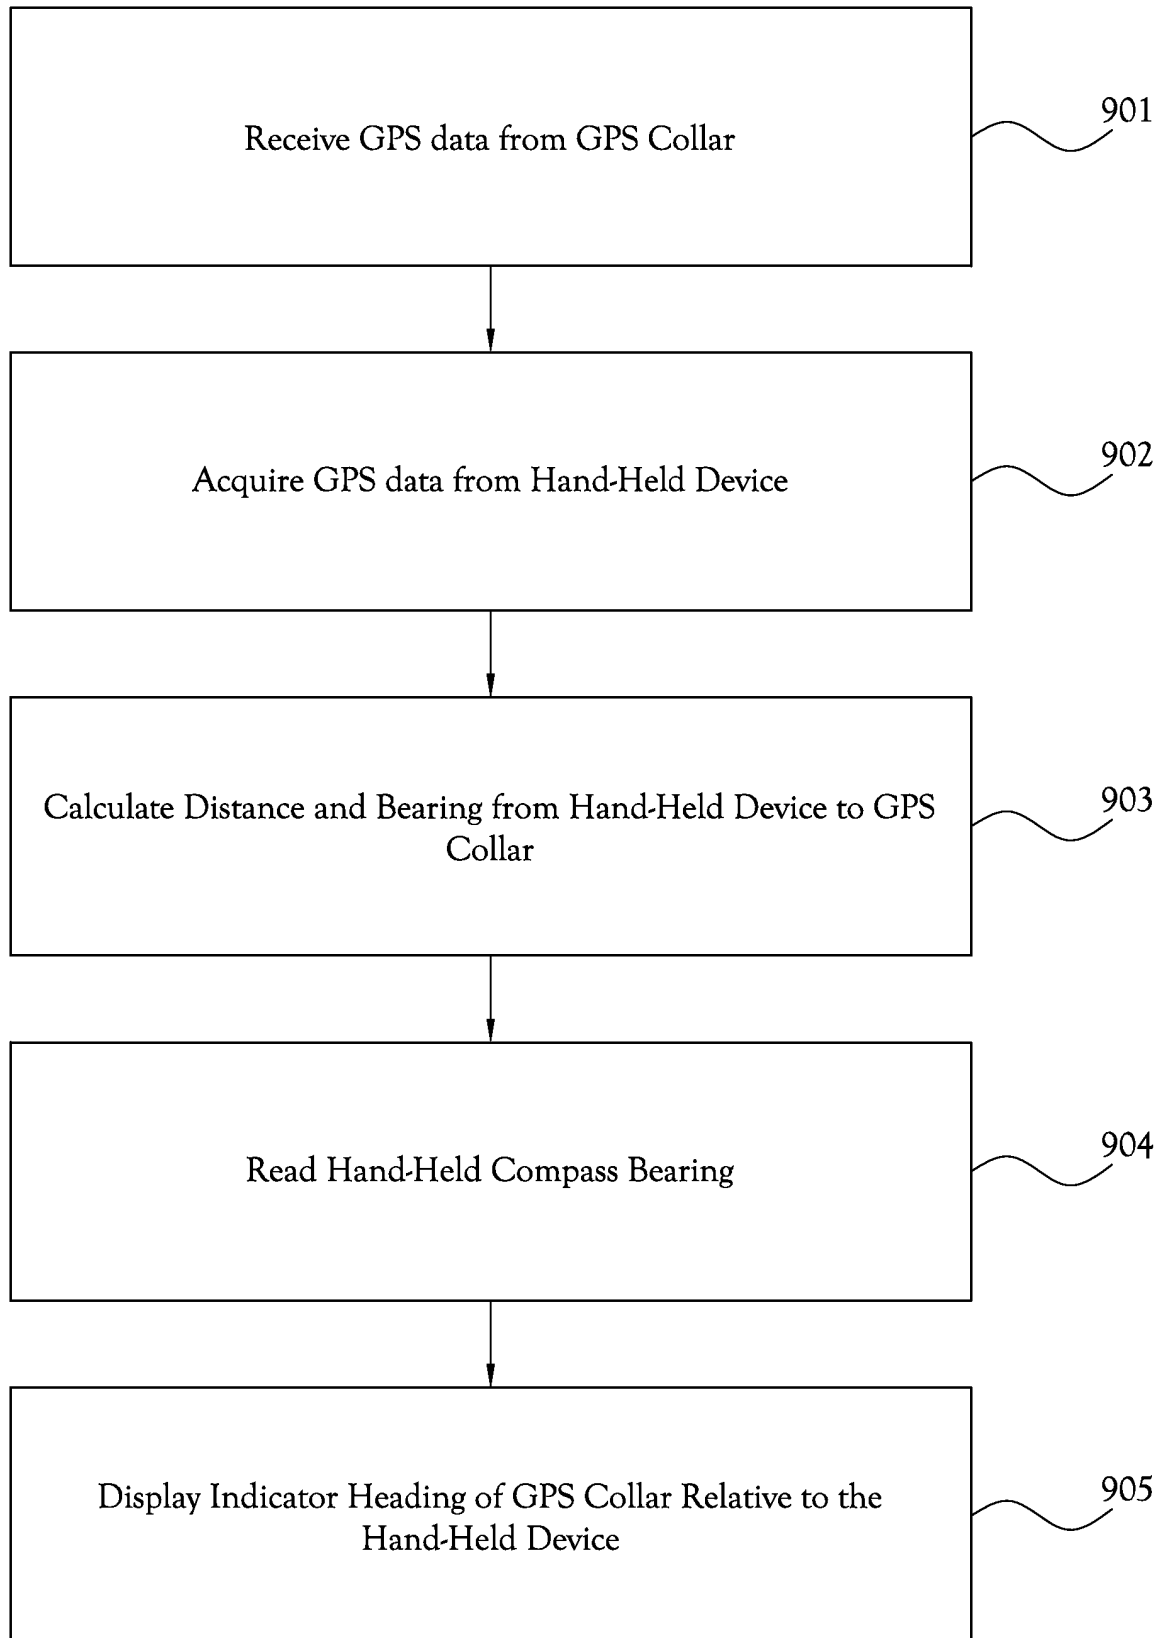 Receive GPS data from GPS Collar
901
Acquire GPS data from Hand-Held Device
902
Calculate Distance and Bearing from Hand-Held Device to GPS
Collar
903
Read Hand-Held Compass Bearing
904
Display Indicator Heading of GPS Collar Relative to the
Hand-Held Device
905